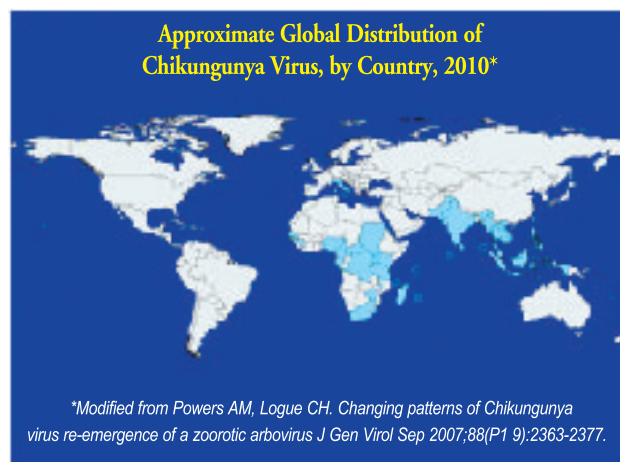 Approximate Global Distribution of
Chikungunya Virus, by Country, 2010*
*Modified from Powers AM, Logue CH. Changing patterns of Chikungunya
virus re-emergence of a zoorotic arbovirus J Gen Virol Sep 2007;88(P1 9):2363-2377.